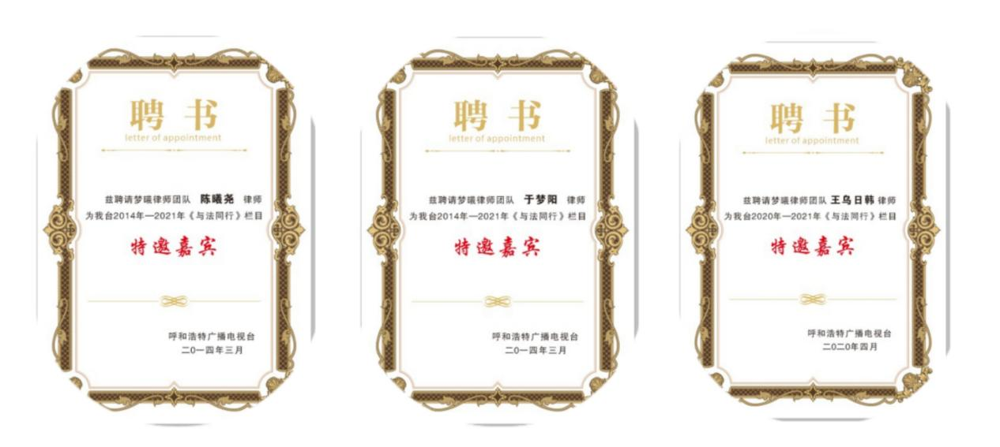 聘 书
letter of appointment
兹聘请梦曦律师团队 陈曦尧 律师
为我台2014年—2021年《与法同行》栏目
特邀嘉宾
呼和浩特广播电视台
二〇一四年三月
聘 书
letter of appointment
兹聘请梦曦律师团队 于梦阳 律师
为我台2014年—2021年《与法同行》栏目
特邀嘉宾
呼和浩特广播电视台
二〇一四年三月
聘 书
letter of appointment
兹聘请梦曦律师团队 王乌日韩 律师
为我台2020年—2021年《与法同行》栏目
特邀嘉宾
呼和浩特广播电视台
二〇二〇年四月